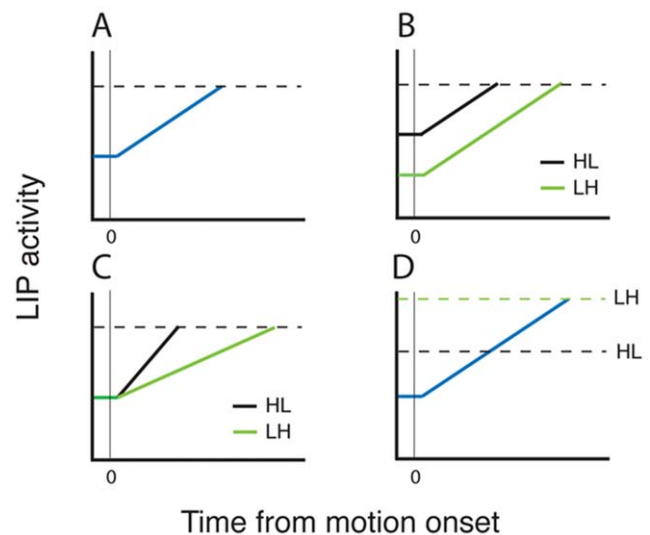 A
B
HL
LH
0
0
LIP activity
C
D
LH
HL
HL
LH
0
0
Time from motion onset